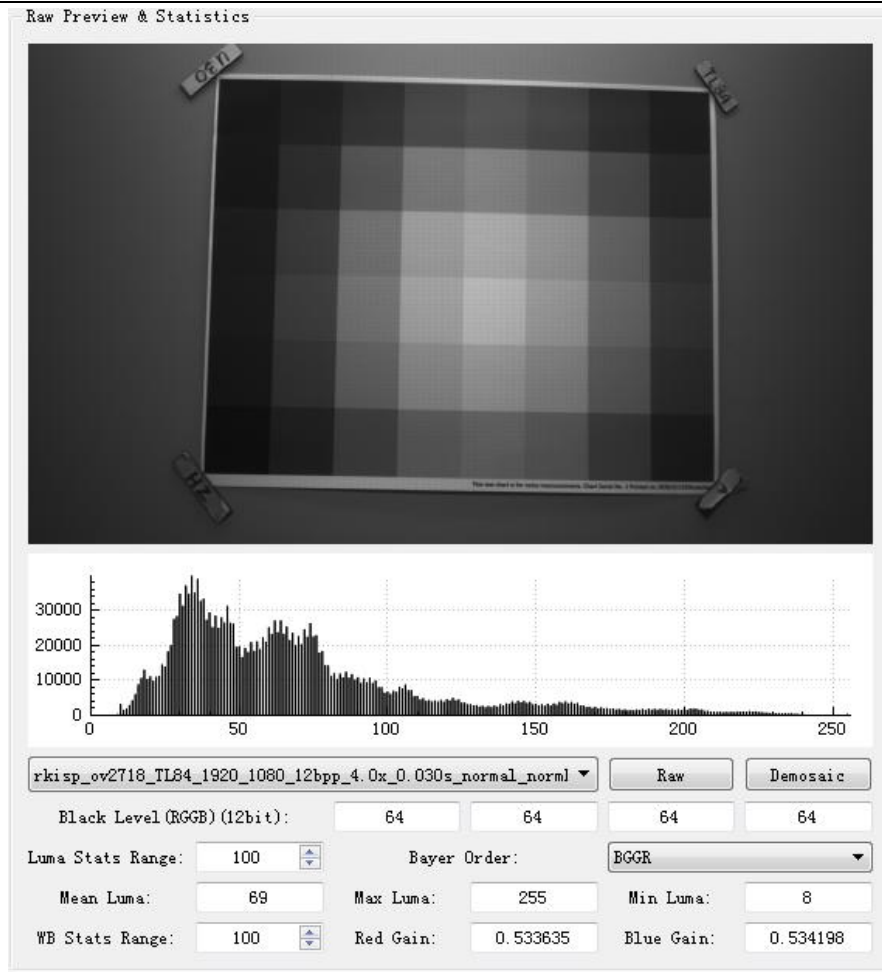 Raw Preview & Statistics
TL84
HZ
30000
20000
10000
0
0 50 100 150 200 250
rkisp_ov2718_TL84_1920_1080_12bpp_4.0x_0.030s_normal_norml Raw Demosaic
Black Level(RGGB)(12bit): 64 64 64 64
Luma Stats Range: 100 Bayer Order: BGGR
Mean Luma: 69 Max Luma: 255 Min Luma: 8
WB Stats Range: 100 Red Gain: 0.533635 Blue Gain: 0.534198